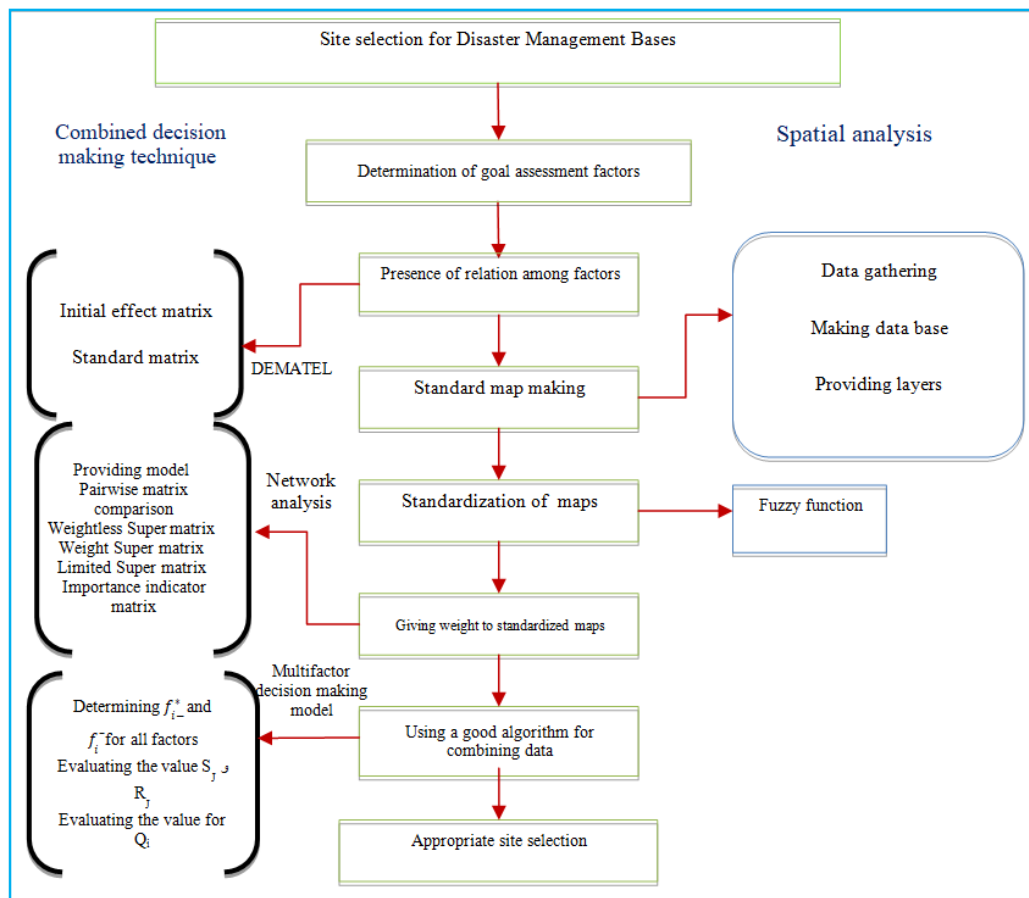 Site selection for Disaster Management Bases
Combined decision
making technique
Spatial analysis
Determination of goal assessment factors
Presence of relation among factors
Initial effect matrix
Standard matrix
DEMATEL
Data gathering
Making data base
Providing layers
Standard map making
Providing model
Pairwise matrix
comparison
Weightless Super matrix
Weight Super matrix
Limited Super matrix
Importance indicator
matrix
Network
analysis
Standardization of maps
Fuzzy function
Giving weight to standardized maps
Multifactor
decision making
model
Determining f*i− and
f−i for all factors
Evaluating the value SJ و
RJ
Evaluating the value for
Qi
Using a good algorithm for
combining data
Appropriate site selection